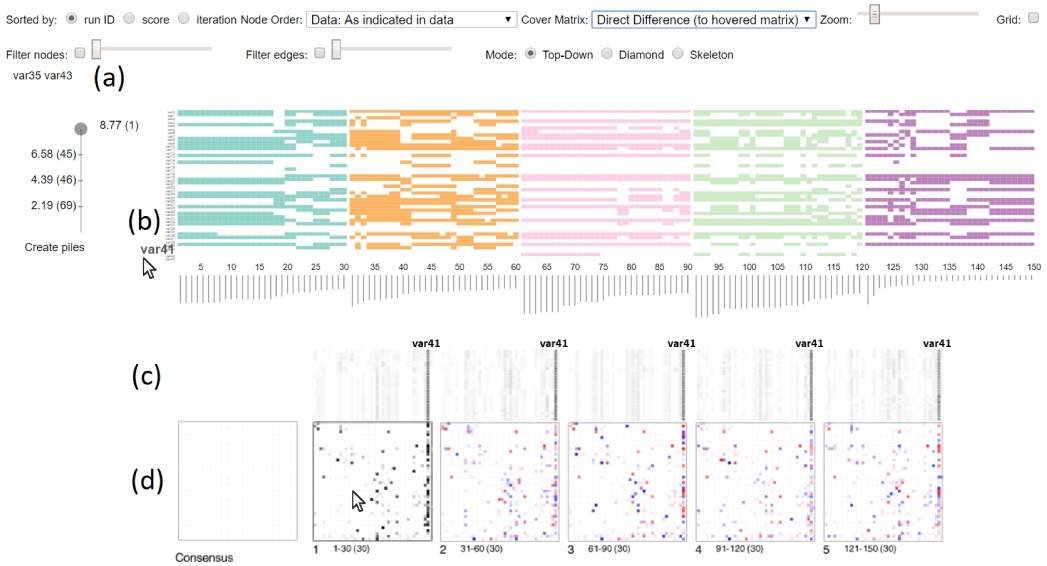 Sorted by: run ID score iteration Node Order: Data: As indicated in data Cover Matrix: Direct Difference (to hovered matrix) Zoom: Grid:
Filter nodes: Filter edges: Mode: Top-Down Diamond Skeleton
var35 var43
(a)
8.77 (1)
6.58 (45)
4.39 (46)
2.19 (69)
Create piles
(b)
var41
5 10 15 20 25 30 35 40 45 50 55 60 65 70 75 80 85 90 95 100 105 110 115 120 125 130 135 140 145 150
var41 var41 var41 var41 var41
(c)
(d)
1 1-30 (30) 2 31-60 (30) 3 61-90 (30) 4 91-120 (30) 5 121-150 (30)
Consensus